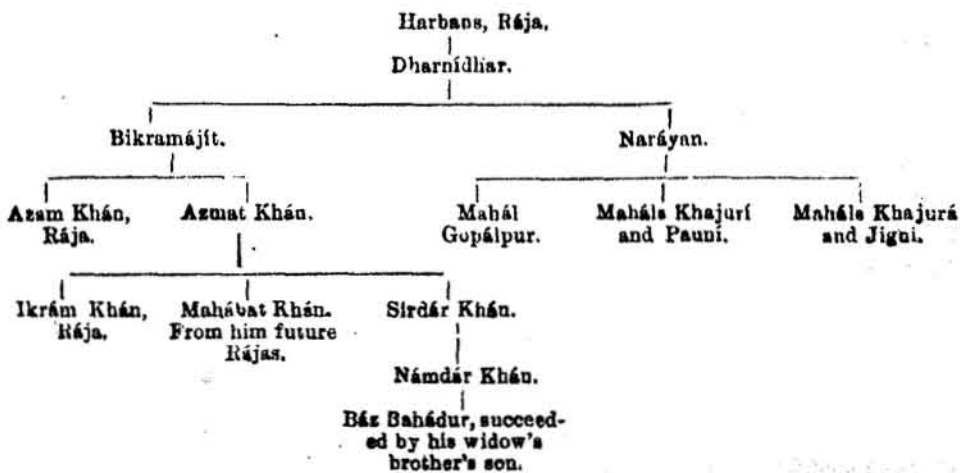 Harbans, Rája.
Dharnídhar.
Bikramájít. Naráyan.
Azam Khán, Azmat Khán. Mahál Maháls Khajurí Maháls Khajurá
Rája. Gopálpur. and Pauni. and Jigni.
Ikrám Khán, Mahábat Khán. Sirdár Khán.
Rája. From him future
Rájas.
Námdár Khán.
Báz Bahádur, succeed-
ed by his widow's
brother's son.